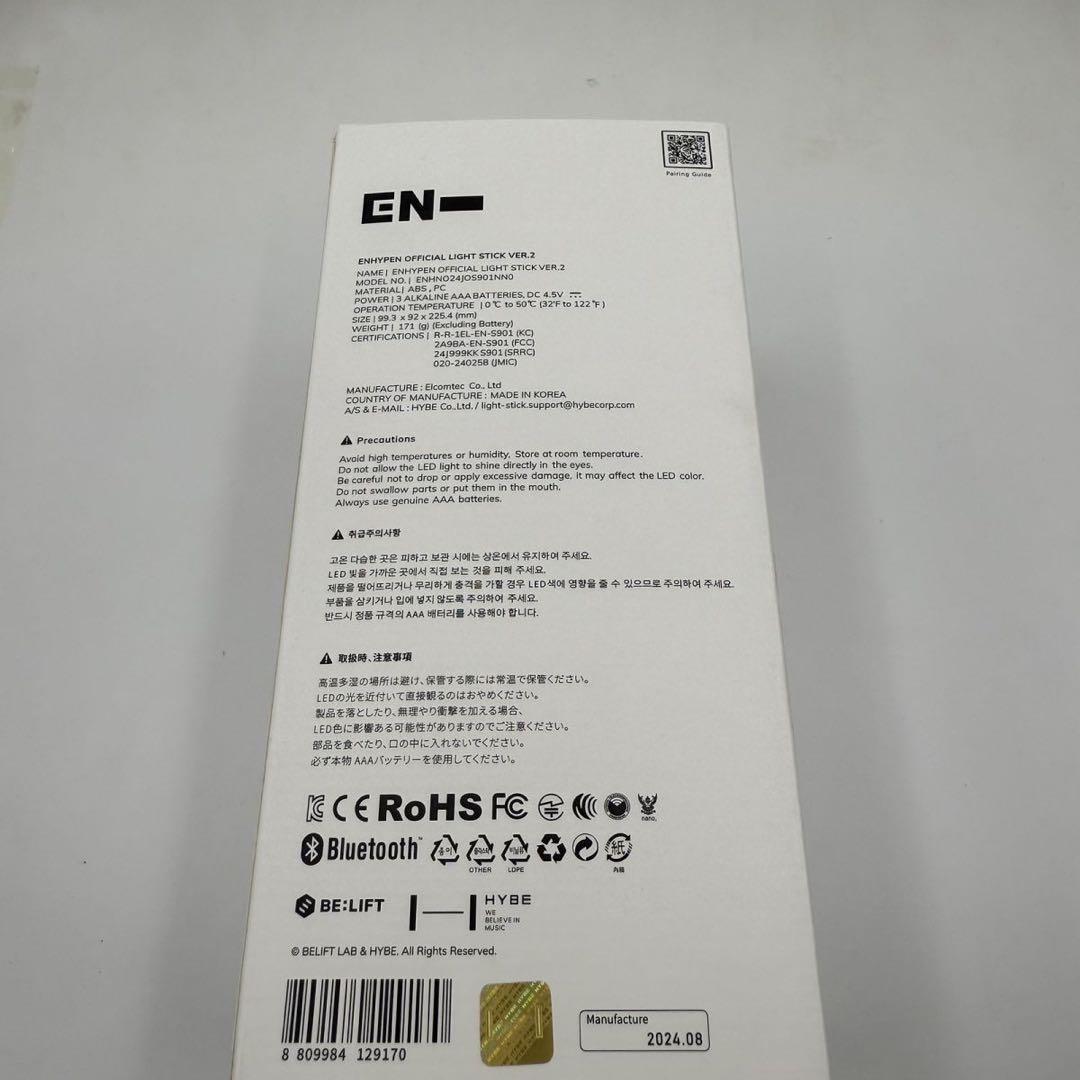 Pairing Guide
EN-
ENHYPEN OFFICIAL LIGHT STICK VER.2
NAME | ENHYPEN OFFICIAL LIGHT STICK VER.2
MODEL NO. | ENHNO24JOS901NN0
MATERIAL | ABS , PC
POWER | 3 ALKALINE AAA BATTERIES, DC 4.5V
OPERATION TEMPERATURE | 0℃ to 50℃ (32℉ to 122℉)
SIZE | 99.3 x 92 x 225.4 (mm)
WEIGHT | 171 (g) (Excluding Battery)
CERTIFICATIONS | R-R-1EL-EN-S901 (KC)
2A9BA-EN-S901 (FCC)
24J999KK S901 (SRRC)
020-240258 (JMIC)
MANUFACTURE : Elcomtec Co., Ltd
COUNTRY OF MANUFACTURE : MADE IN KOREA
A/S & E-MAIL : HYBE Co.,Ltd. / light-stick.support@hybecorp.com
Precautions
Avoid high temperatures or humidity. Store at room temperature.
Do not allow the LED light to shine directly in the eyes.
Be careful not to drop or apply excessive damage, it may affect the LED color.
Do not swallow parts or put them in the mouth.
Always use genuine AAA batteries.
취급주의사항
고온 다습한 곳은 피하고 보관 시에는 상온에서 유지하여 주세요.
LED 빛을 가까운 곳에서 직접 보는 것을 피해 주세요.
제품을 떨어뜨리거나 무리하게 충격을 가할 경우 LED색에 영향을 줄 수 있으므로 주의하여 주세요.
부품을 삼키거나 입에 넣지 않도록 주의하여 주세요.
반드시 정품 규격의 AAA 배터리를 사용해야 합니다.
取扱時、注意事項
高温多湿の場所は避け、保管する際には常温で保管ください。
LEDの光を近付いて直接観るのはおやめください。
製品を落としたり、無理やり衝撃を加える場合、
LED色に影響ある可能性がありますのでご注意ください。
部品を食べたり、口の中に入れないでください。
必ず本物 AAAバッテリーを使用してください。
KC CE RoHS FC nano,
Bluetooth 종이 플라스틱 비닐류 紙
OTHER LDPE 内箱
BE:LIFT HYBE
WE
BELIEVE IN
MUSIC
© BELIFT LAB & HYBE. All Rights Reserved.
Manufacture
2024.08
8 809984 129170